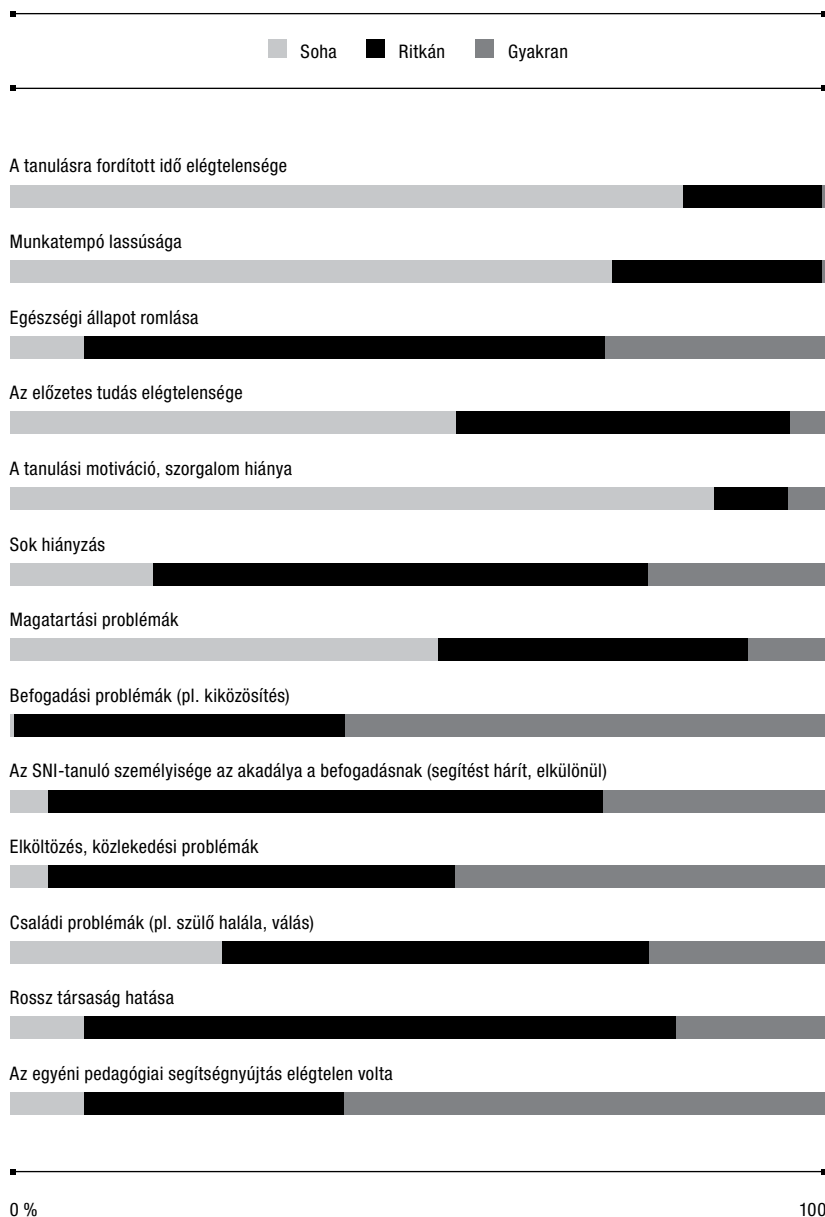 Soha Ritkán Gyakran
A tanulásra fordított idő elégtelensége
Munkatempó lassúsága
Egészségi állapot romlása
Az előzetes tudás elégtelensége
A tanulási motiváció, szorgalom hiánya
Sok hiányzás
Magatartási problémák
Befogadási problémák (pl. kiközösítés)
Az SNI-tanuló személyisége az akadálya a befogadásnak (segítést hárít, elkülönül)
Elköltözés, közlekedési problémák
Családi problémák (pl. szülő halála, válás)
Rossz társaság hatása
Az egyéni pedagógiai segítségnyújtás elégtelen volta
0 % 100